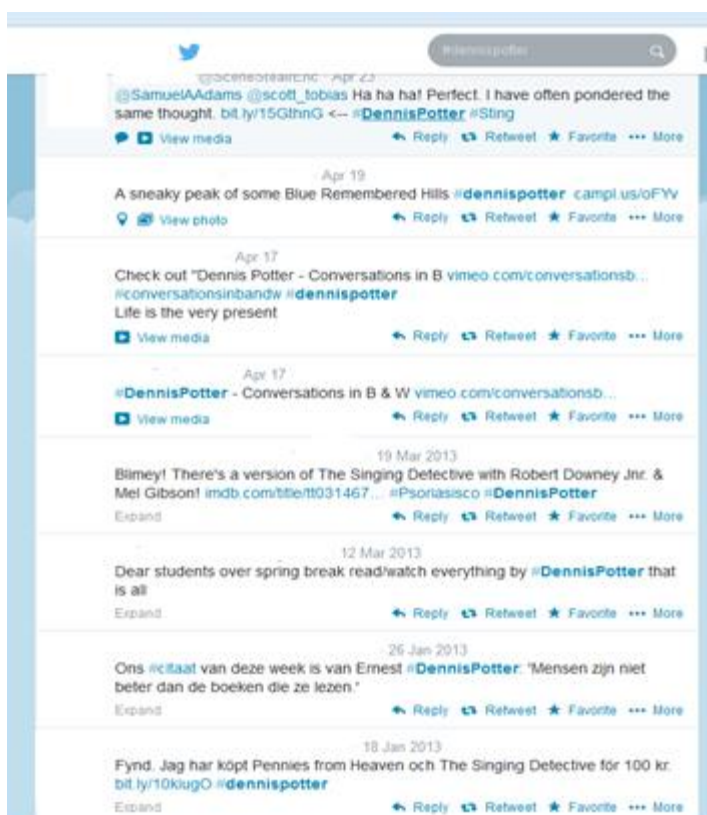 #dennispotter
@SceneStealrEric · Apr 23
@SamuelAAdams @scott_tobias Ha ha ha! Perfect. I have often pondered the
same thought. bit.ly/15GthnG <-- #DennisPotter #Sting
View media Reply Retweet Favorite More
Apr 19
A sneaky peak of some Blue Remembered Hills #dennispotter campl.us/oFYv
View photo Reply Retweet Favorite More
Apr 17
Check out "Dennis Potter - Conversations in B vimeo.com/conversationsb...
#conversationsinbandw #dennispotter
Life is the very present
View media Reply Retweet Favorite More
Apr 17
#DennisPotter - Conversations in B & W vimeo.com/conversationsb...
View media Reply Retweet Favorite More
19 Mar 2013
Blimey! There's a version of The Singing Detective with Robert Downey Jnr. &
Mel Gibson! imdb.com/title/tt031467... #Psoriasisco #DennisPotter
Expand Reply Retweet Favorite More
12 Mar 2013
Dear students over spring break read/watch everything by #DennisPotter that
is all
Expand Reply Retweet Favorite More
26 Jan 2013
Ons #citaat van deze week is van Ernest #DennisPotter: "Mensen zijn niet
beter dan de boeken die ze lezen."
Expand Reply Retweet Favorite More
18 Jan 2013
Fynd. Jag har köpt Pennies from Heaven och The Singing Detective för 100 kr.
bit.ly/10kiugO #dennispotter
Expand Reply Retweet Favorite More